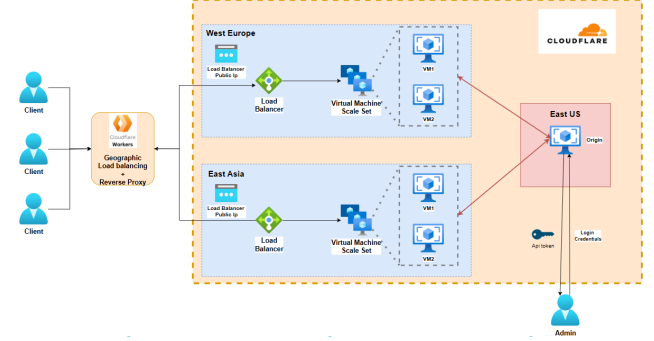 CLOUDFLARE
West Europe
Load Balancer
Public Ip
Load
Balancer
Virtual Machine
Scale Set
VM1
VM2
Client
Client
Client
Cloudflare
Workers
Geographic
Load balancing
+
Reverse Proxy
East US
Origin
East Asia
Load Balancer
Public Ip
Load
Balancer
Virtual Machine
Scale Set
VM1
VM2
Api token
Login
Credentials
Admin